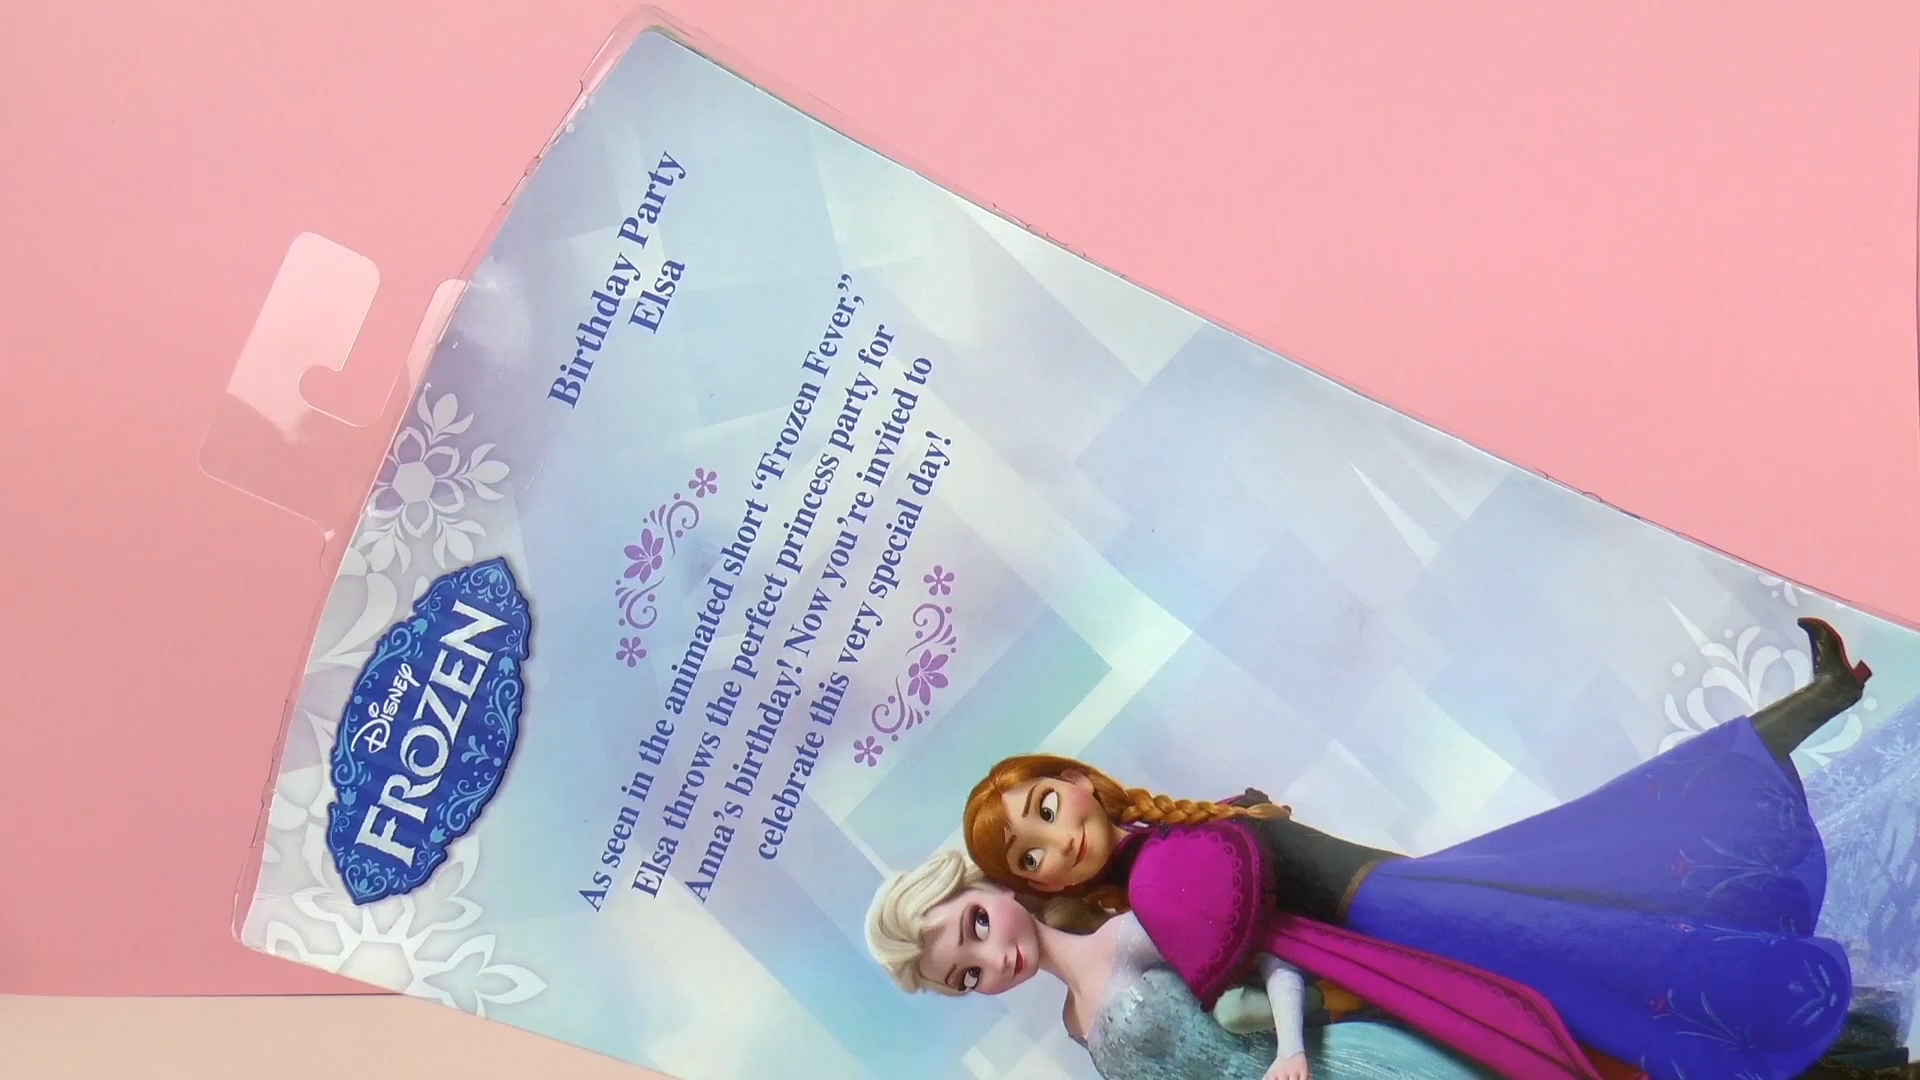 DISNEY
FROZEN
Birthday Party
Elsa
As seen in the animated short “Frozen Fever,”
Elsa throws the perfect princess party for
Anna’s birthday! Now you’re invited to
celebrate this very special day!